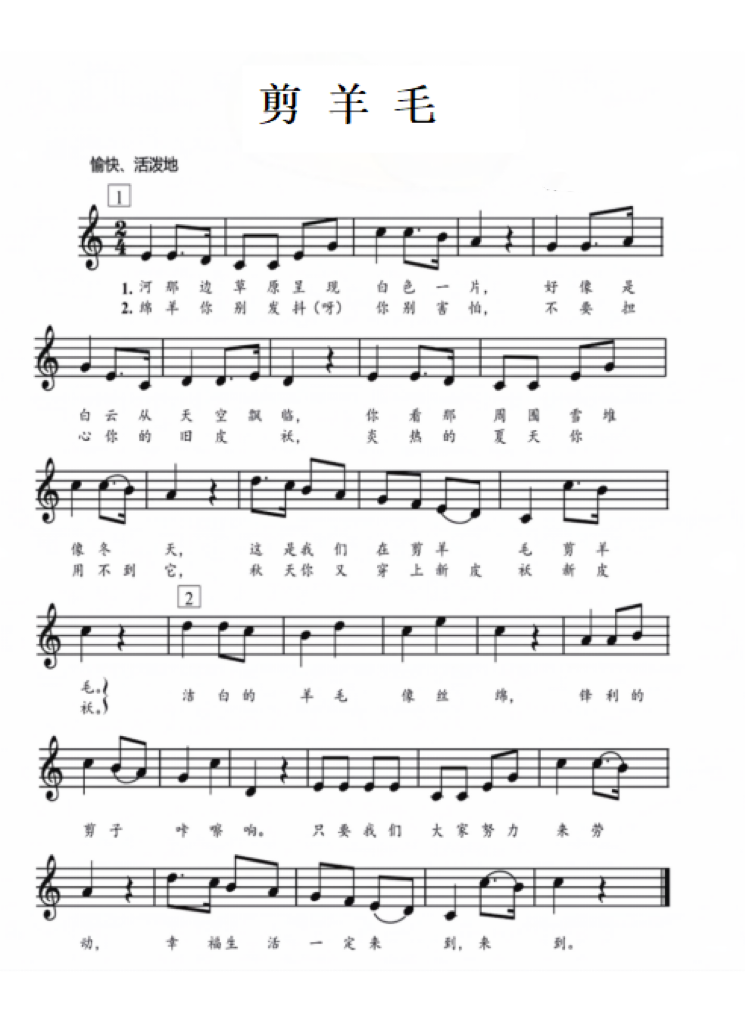 剪羊毛
愉快、活泼地
1
2
4
1. 河那边草原呈现白色一片, 好像是
2. 绵羊你别发抖(呀)你别害怕, 不要担
白云从天空飘临, 你看那周围雪堆
心你的旧皮袄, 炎热的夏天你
像冬天, 这是我们在剪羊毛剪羊
用不到它, 秋天你又穿上新皮袄新皮
2
毛。 洁白的羊毛像丝绵, 锋利的
袄。
剪子咔嚓响。 只要我们大家努力来劳
动, 幸福生活一定来到, 来到。